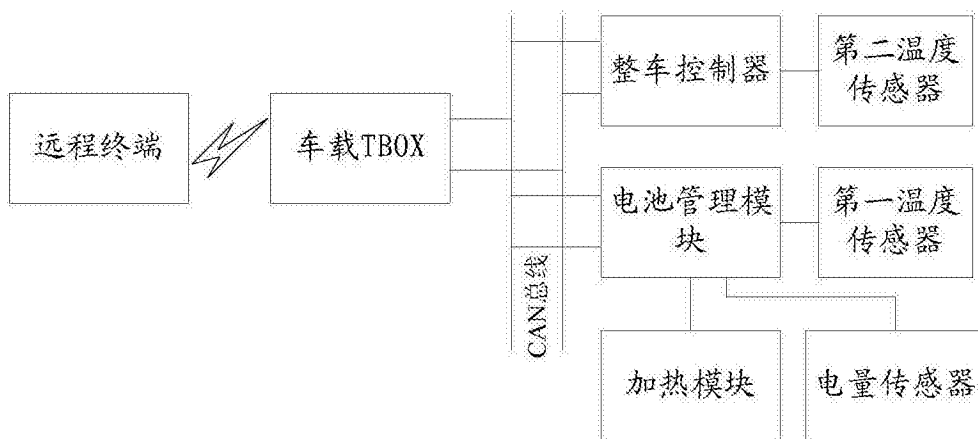 整车控制器
第二温度
传感器
远程终端
车载TBOX
电池管理模
块
第一温度
传感器
CAN总线
加热模块
电量传感器